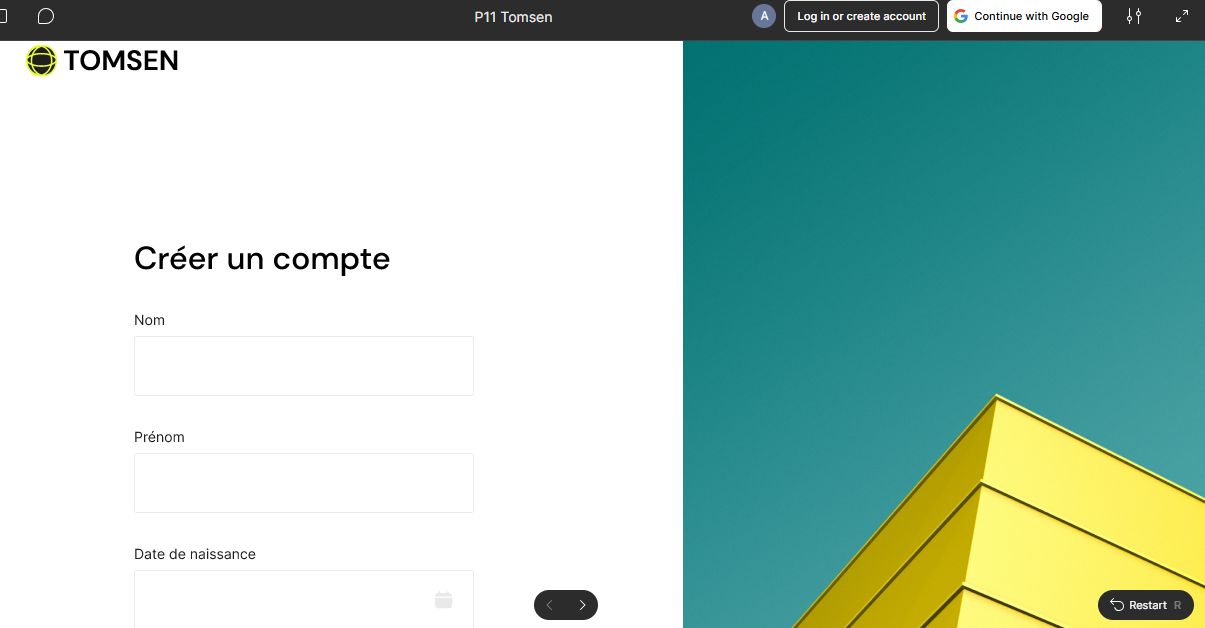 P11 Tomsen
A
Log in or create account
Continue with Google
TOMSEN
Créer un compte
Nom
Prénom
Date de naissance
Restart R